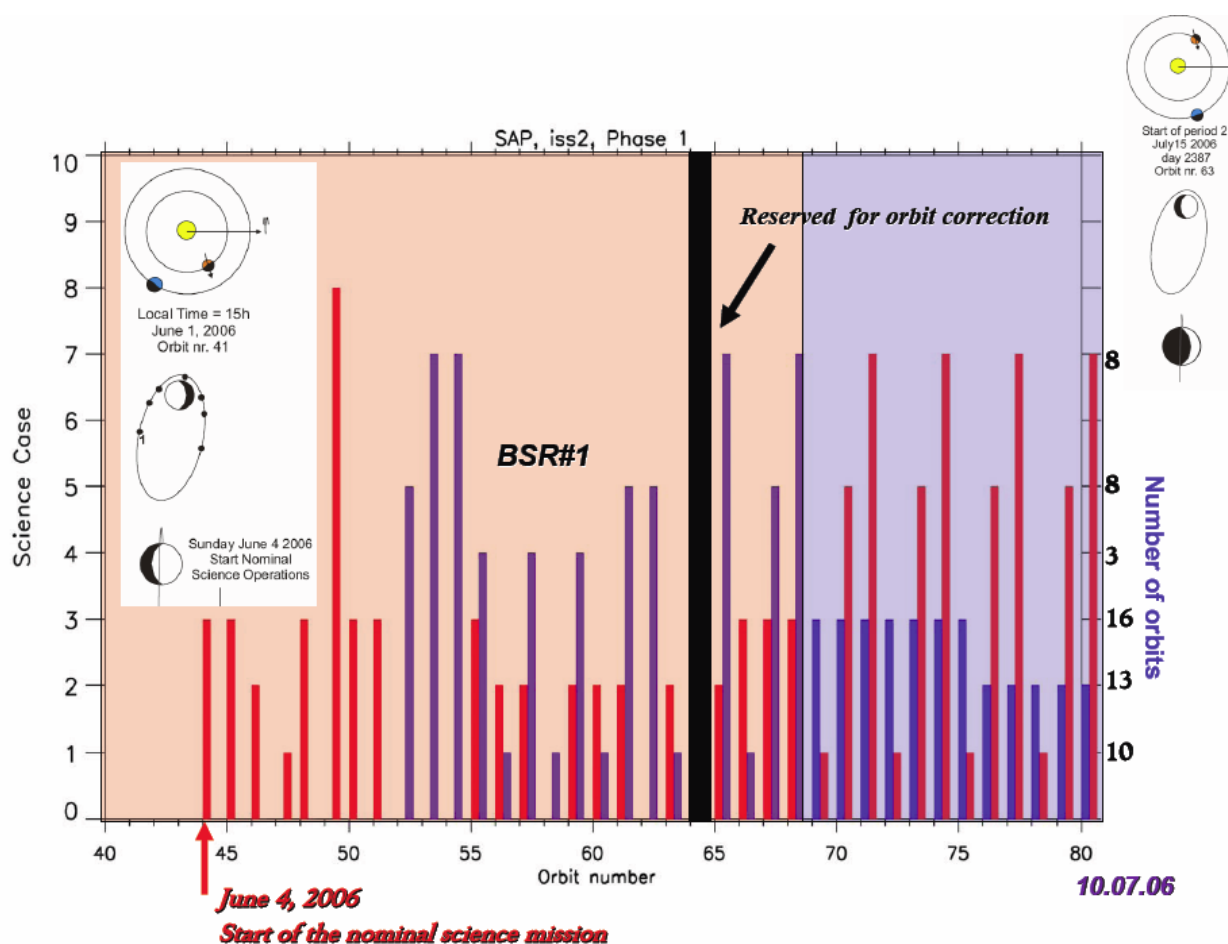 SAP, iss2, Phase 1
Start of period 2
July15 2006
day 2387
Orbit nr. 63
10
9
8
7
6
5
4
3
2
1
0
Science Case
Local Time = 15h
June 1, 2006
Orbit nr. 41
1
Sunday June 4 2006
Start Nominal
Science Operations
Reserved for orbit correction
BSR#1
8
8
3
16
13
10
Number of orbits
40 45 50 55 60 65 70 75 80
Orbit number
10.07.06
June 4, 2006
Start of the nominal science mission